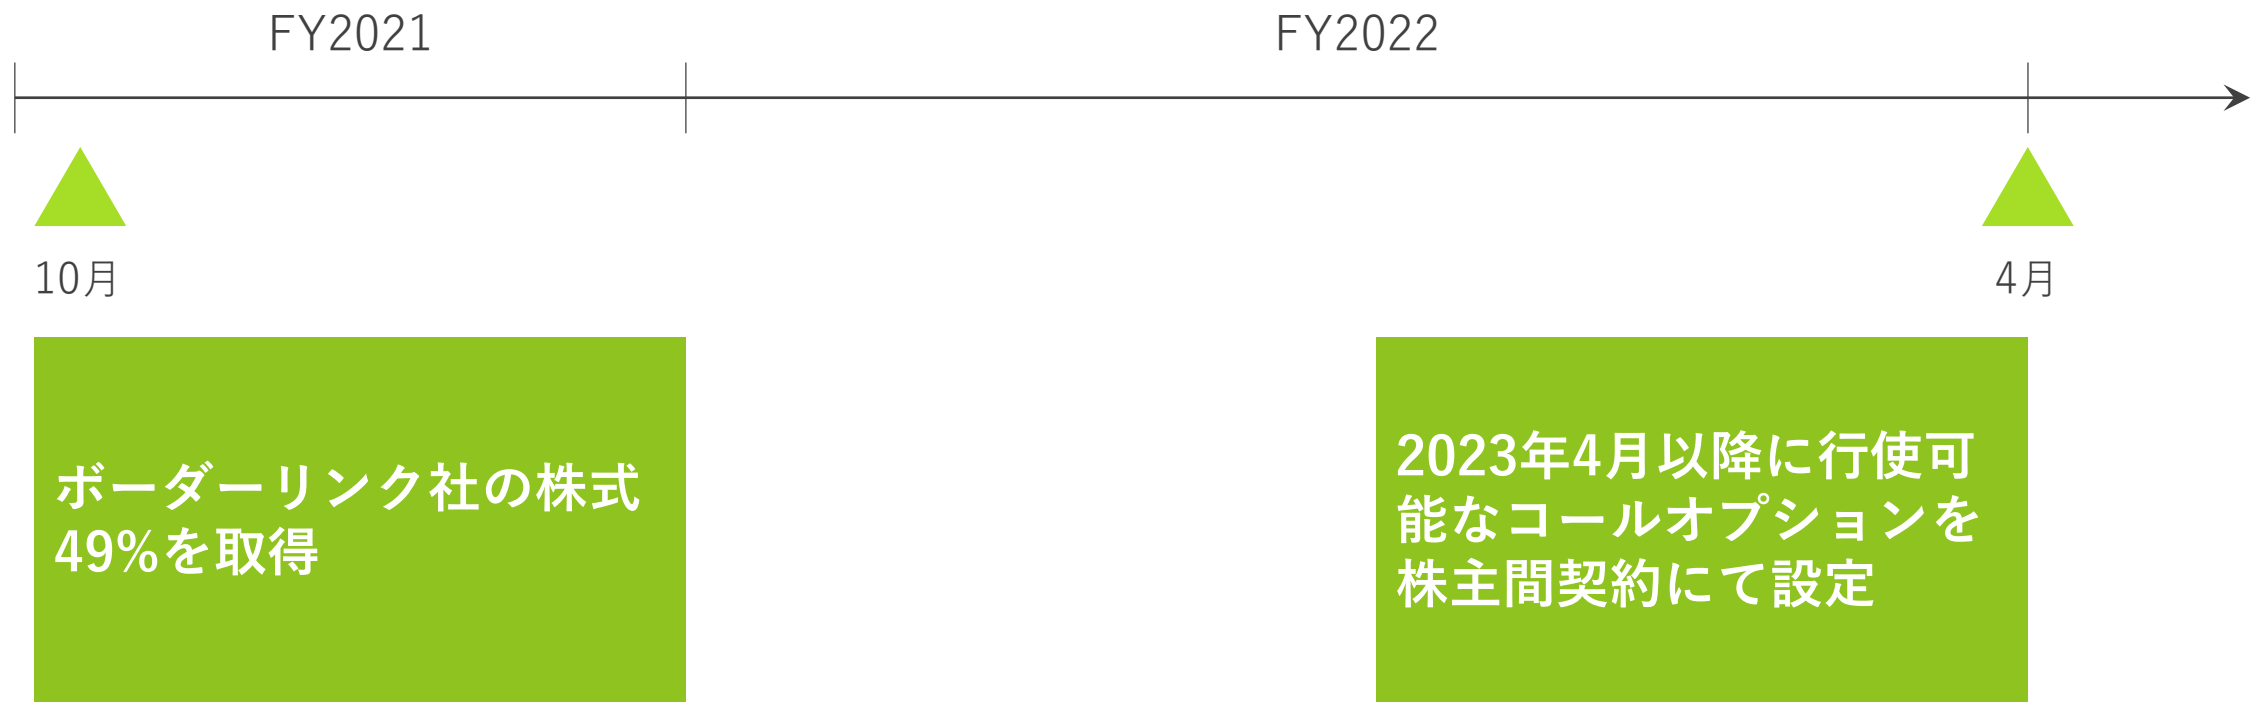 FY2021
FY2022
10月
4月
ボーダーリンク社の株式
49%を取得
2023年4月以降に行使可
能なコールオプションを
株主間契約にて設定